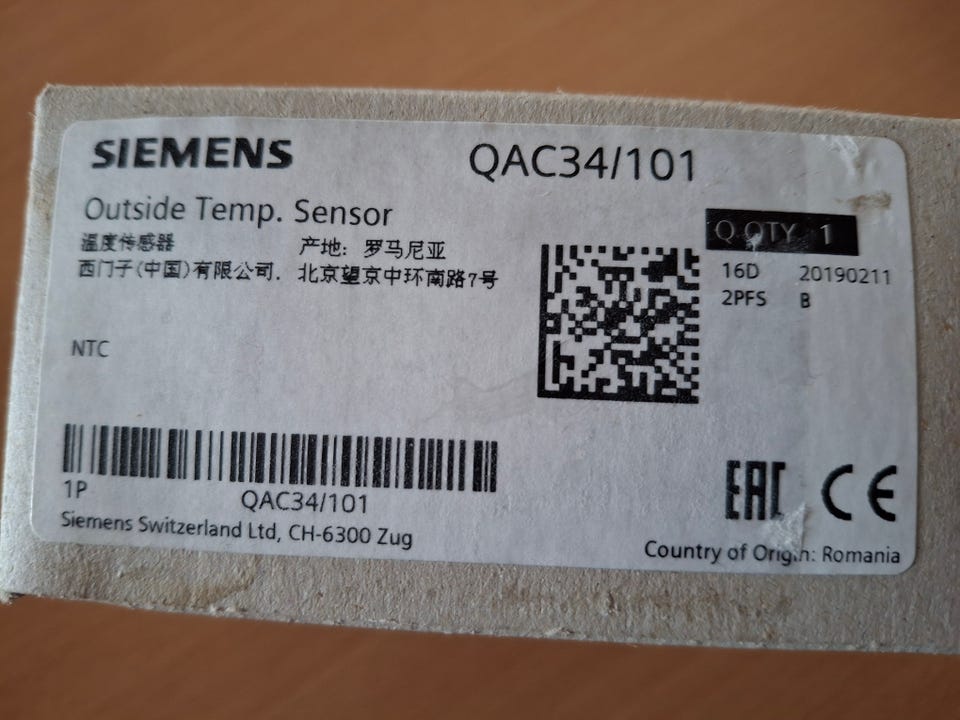 SIEMENS
QAC34/101
Outside Temp. Sensor
温度传感器 产地: 罗马尼亚
西门子(中国)有限公司. 北京望京中环南路7号
Q QTY 1
16D 20190211
2PFS B
NTC
1P
QAC34/101
Siemens Switzerland Ltd, CH-6300 Zug
EAC CE
Country of Origin: Romania